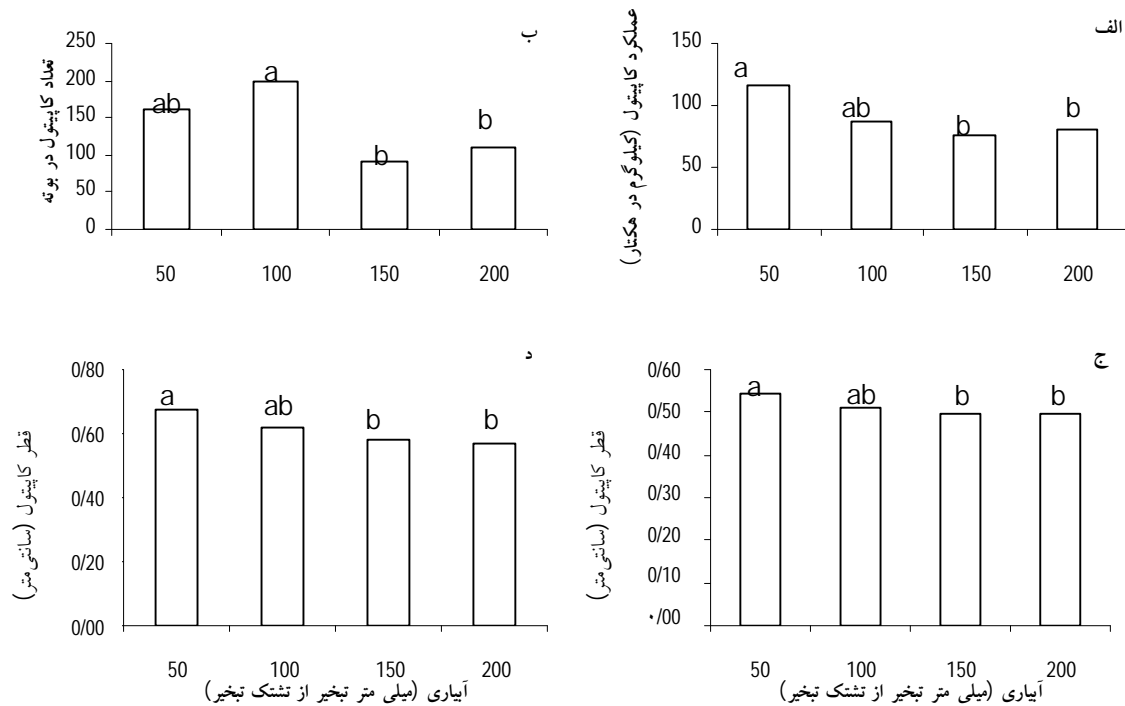 الف
عملکرد کاپیتول (کیلوگرم در هکتار)
150
100
50
0
a
ab
b
b
50 100 150 200
ب
تعداد کاپیتول در بوته
250
200
150
100
50
0
ab
a
b
b
50 100 150 200
ج
قطر کاپیتول (سانتی‌متر)
0/60
0/50
0/40
0/30
0/20
0/10
۰/00
a
ab
b
b
50 100 150 200
آبیاری (میلی متر تبخیر از تشتک تبخیر)
د
قطر کاپیتول (سانتی‌متر)
0/80
0/60
0/40
0/20
0/00
a
ab
b
b
50 100 150 200
آبیاری (میلی متر تبخیر از تشتک تبخیر)